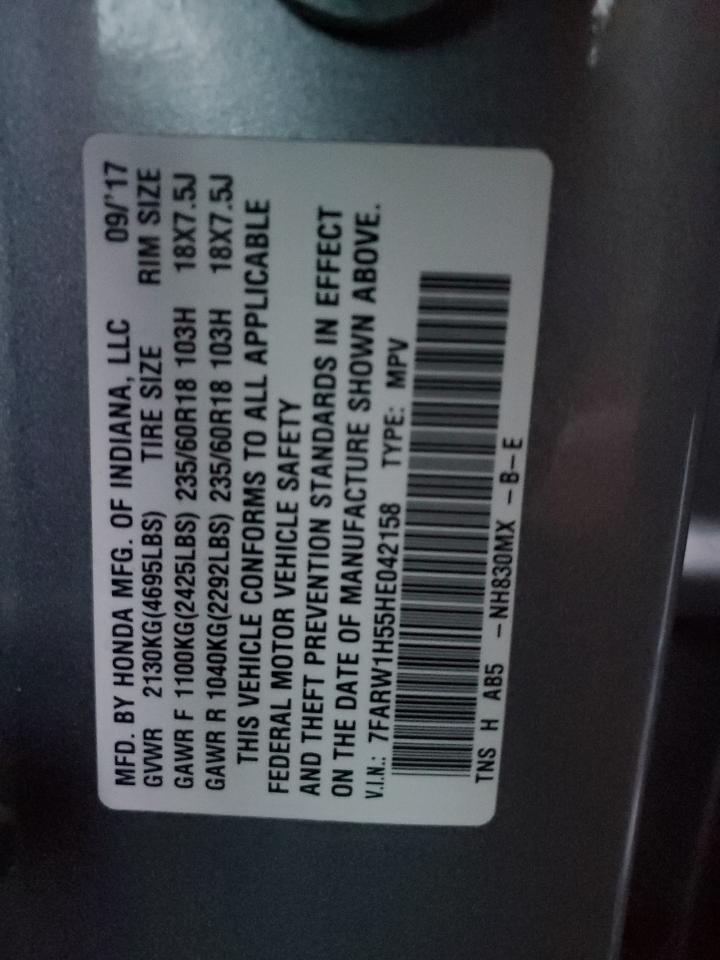 MFD. BY HONDA MFG. OF INDIANA, LLC 09/'17
GVWR 2130KG(4695LBS) TIRE SIZE RIM SIZE
GAWR F 1100KG(2425LBS) 235/60R18 103H 18X7.5J
GAWR R 1040KG(2292LBS) 235/60R18 103H 18X7.5J
THIS VEHICLE CONFORMS TO ALL APPLICABLE
FEDERAL MOTOR VEHICLE SAFETY
AND THEFT PREVENTION STANDARDS IN EFFECT
ON THE DATE OF MANUFACTURE SHOWN ABOVE.
V.I.N.: 7FARW1H55HE042158 TYPE: MPV
TNS H AB5 -NH830MX -B-E